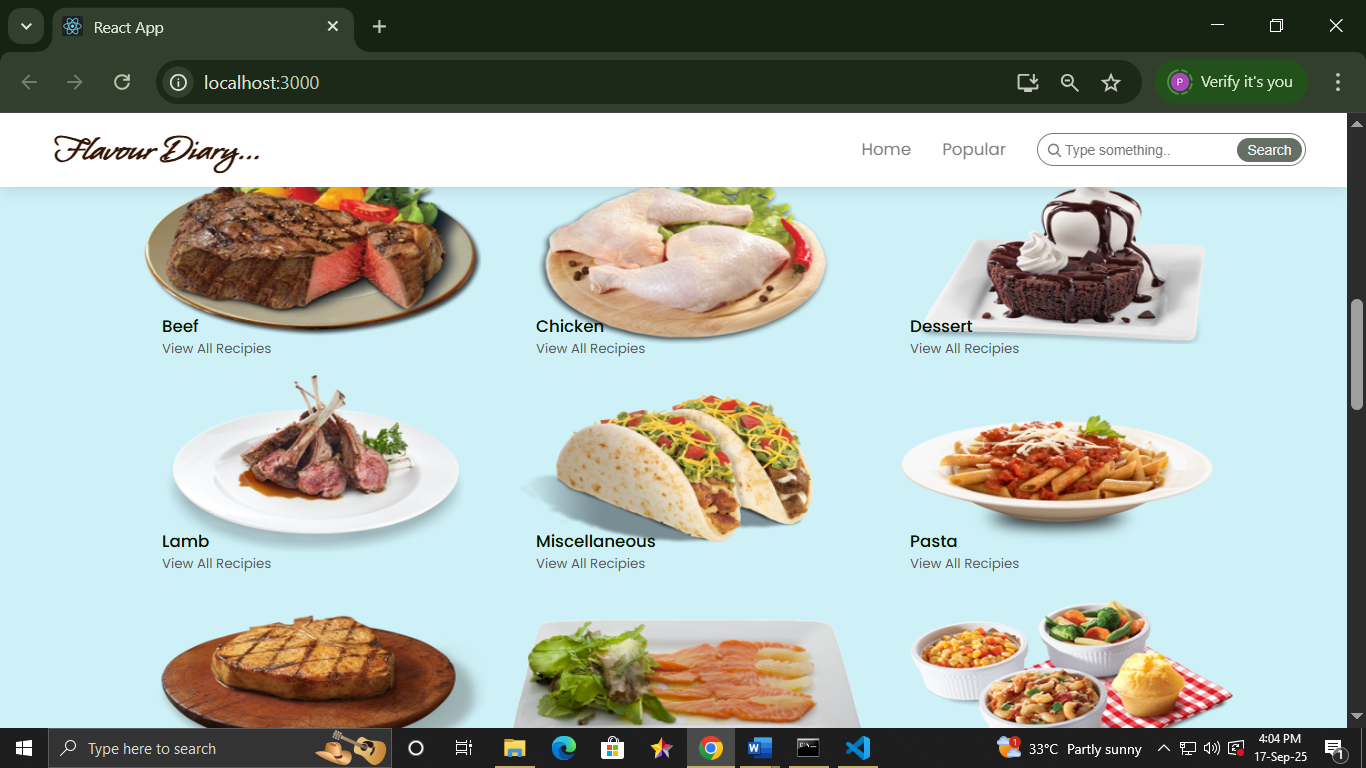 React App
localhost:3000
P
Verify it's you
Flavour Diary...
Home
Popular
Type something..
Search
Beef
Chicken
Dessert
View All Recipies
View All Recipies
View All Recipies
Lamb
Miscellaneous
Pasta
View All Recipies
View All Recipies
View All Recipies
Type here to search
1
33°C Partly sunny
4:04 PM
17-Sep-25
1